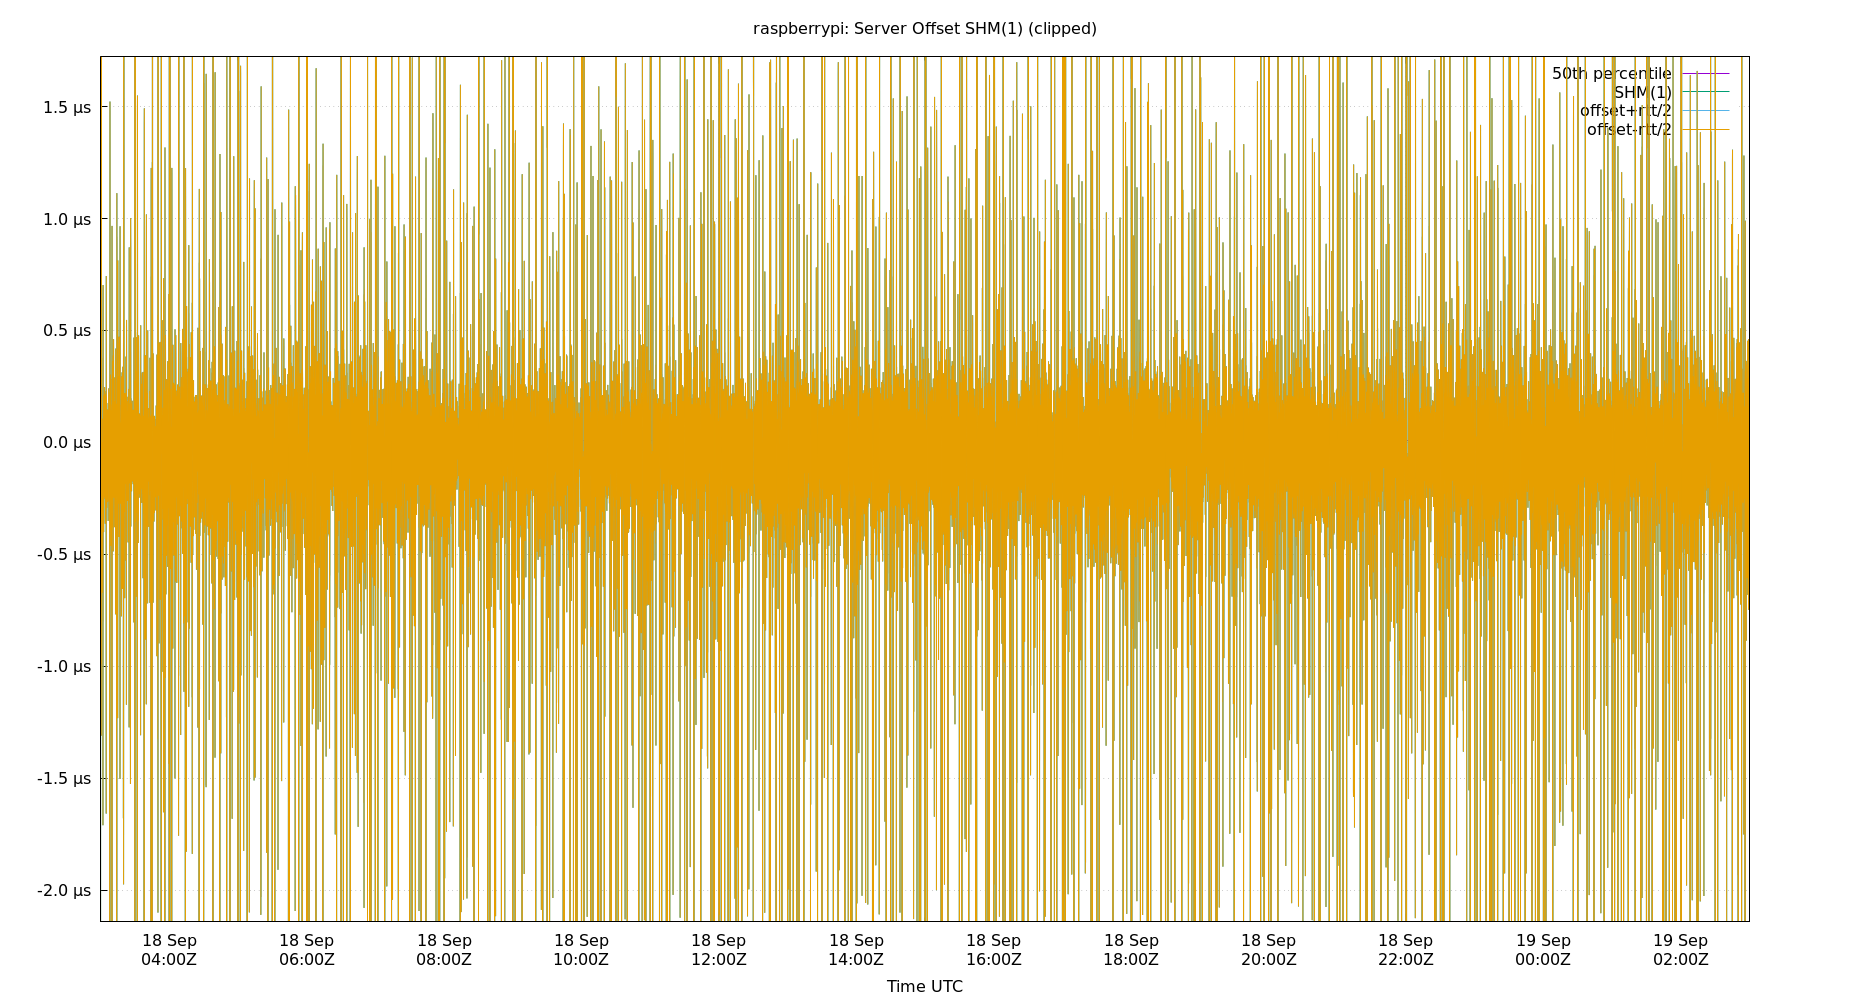 raspberrypi: Server Offset SHM(1) (clipped)
50th percentile
SHM(1)
offset+rtt/2
offset-rtt/2
1.5 µs
1.0 µs
0.5 µs
0.0 µs
-0.5 µs
-1.0 µs
-1.5 µs
-2.0 µs
18 Sep 18 Sep 18 Sep 18 Sep 18 Sep 18 Sep 18 Sep 18 Sep 18 Sep 18 Sep 19 Sep 19 Sep
04:00Z 06:00Z 08:00Z 10:00Z 12:00Z 14:00Z 16:00Z 18:00Z 20:00Z 22:00Z 00:00Z 02:00Z
Time UTC